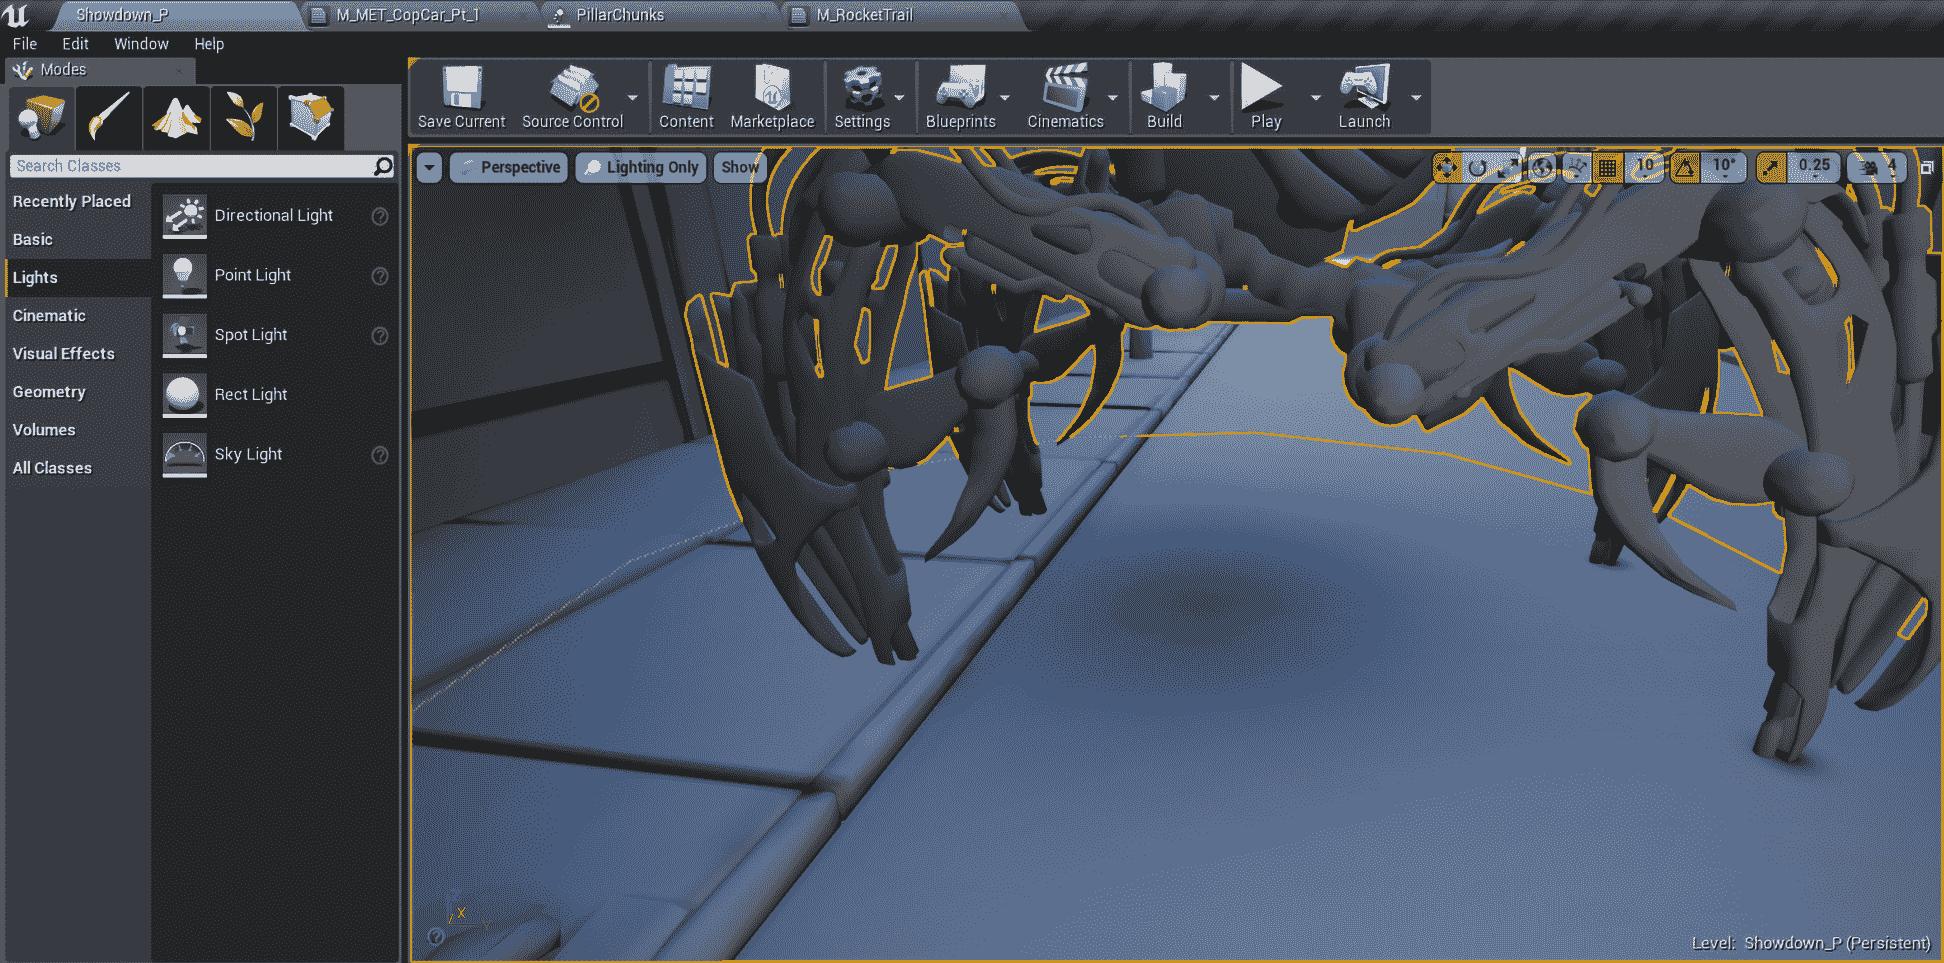 Showdown_P
M_MET_CopCar_Pt_1
PillarChunks
M_RocketTrail
File Edit Window Help
Modes
Save Current
Source Control
Content
Marketplace
Settings
Blueprints
Cinematics
Build
Play
Launch
Search Classes
Recently Placed
Basic
Lights
Cinematic
Visual Effects
Geometry
Volumes
All Classes
Directional Light
Point Light
Spot Light
Rect Light
Sky Light
Perspective
Lighting Only
Show
10
10°
0.25
4
X
Level: Showdown_P (Persistent)